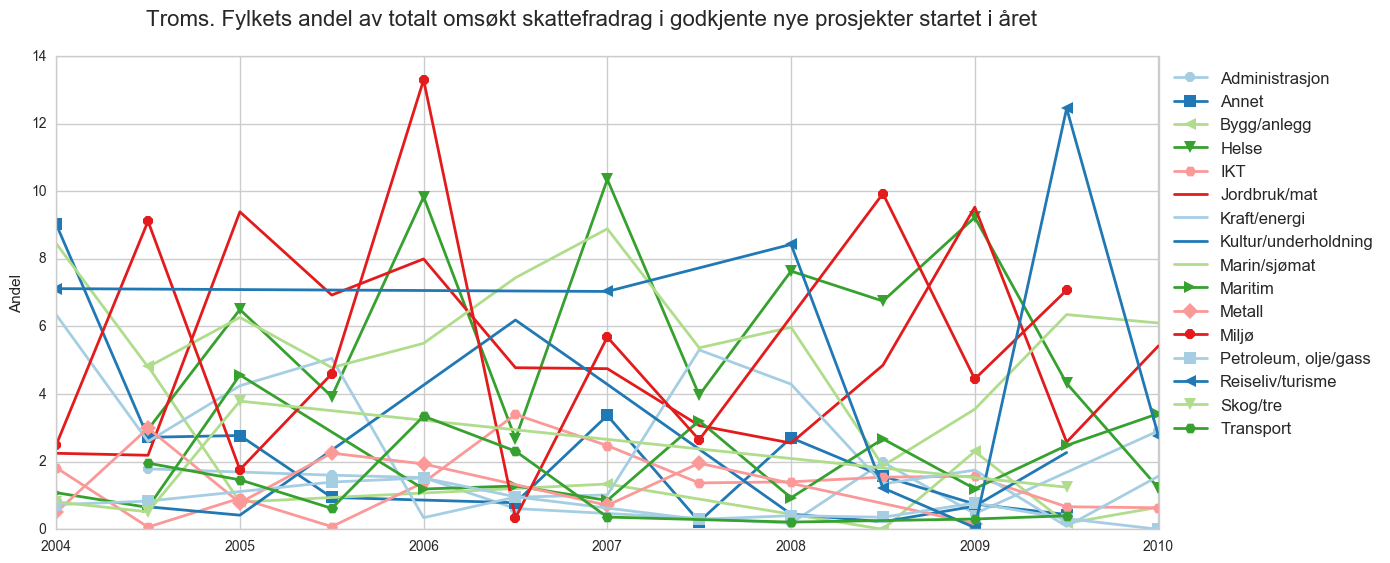 Troms. Fylkets andel av totalt omsøkt skattefradrag i godkjente nye prosjekter startet i året
14
12
10
8
6
4
2
0
Andel
2004 2005 2006 2007 2008 2009 2010
Administrasjon
Annet
Bygg/anlegg
Helse
IKT
Jordbruk/mat
Kraft/energi
Kultur/underholdning
Marin/sjømat
Maritim
Metall
Miljø
Petroleum, olje/gass
Reiseliv/turisme
Skog/tre
Transport